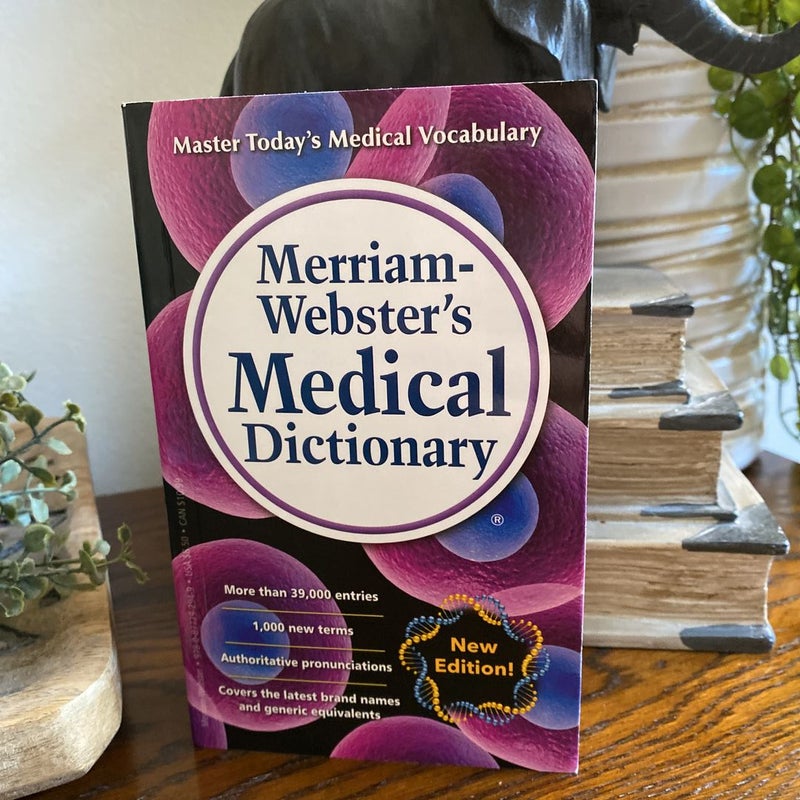 Master Today's Medical Vocabulary
Merriam-
Webster's
Medical
Dictionary
®
More than 39,000 entries
1,000 new terms
Authoritative pronunciations
Covers the latest brand names
and generic equivalents
New
Edition!